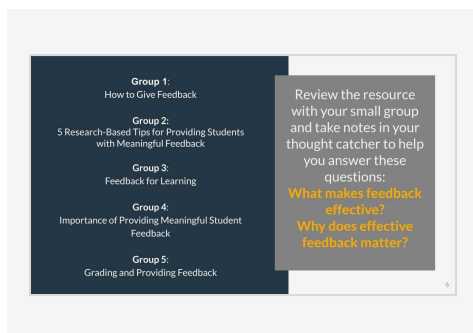 Group 1:
How to Give Feedback
Group 2:
5 Research-Based Tips for Providing Students
with Meaningful Feedback
Group 3:
Feedback for Learning
Group 4:
Importance of Providing Meaningful Student
Feedback
Group 5:
Grading and Providing Feedback
Review the resource
with your small group
and take notes in your
thought catcher to help
you answer these
questions:
What makes feedback
effective?
Why does effective
feedback matter?
6